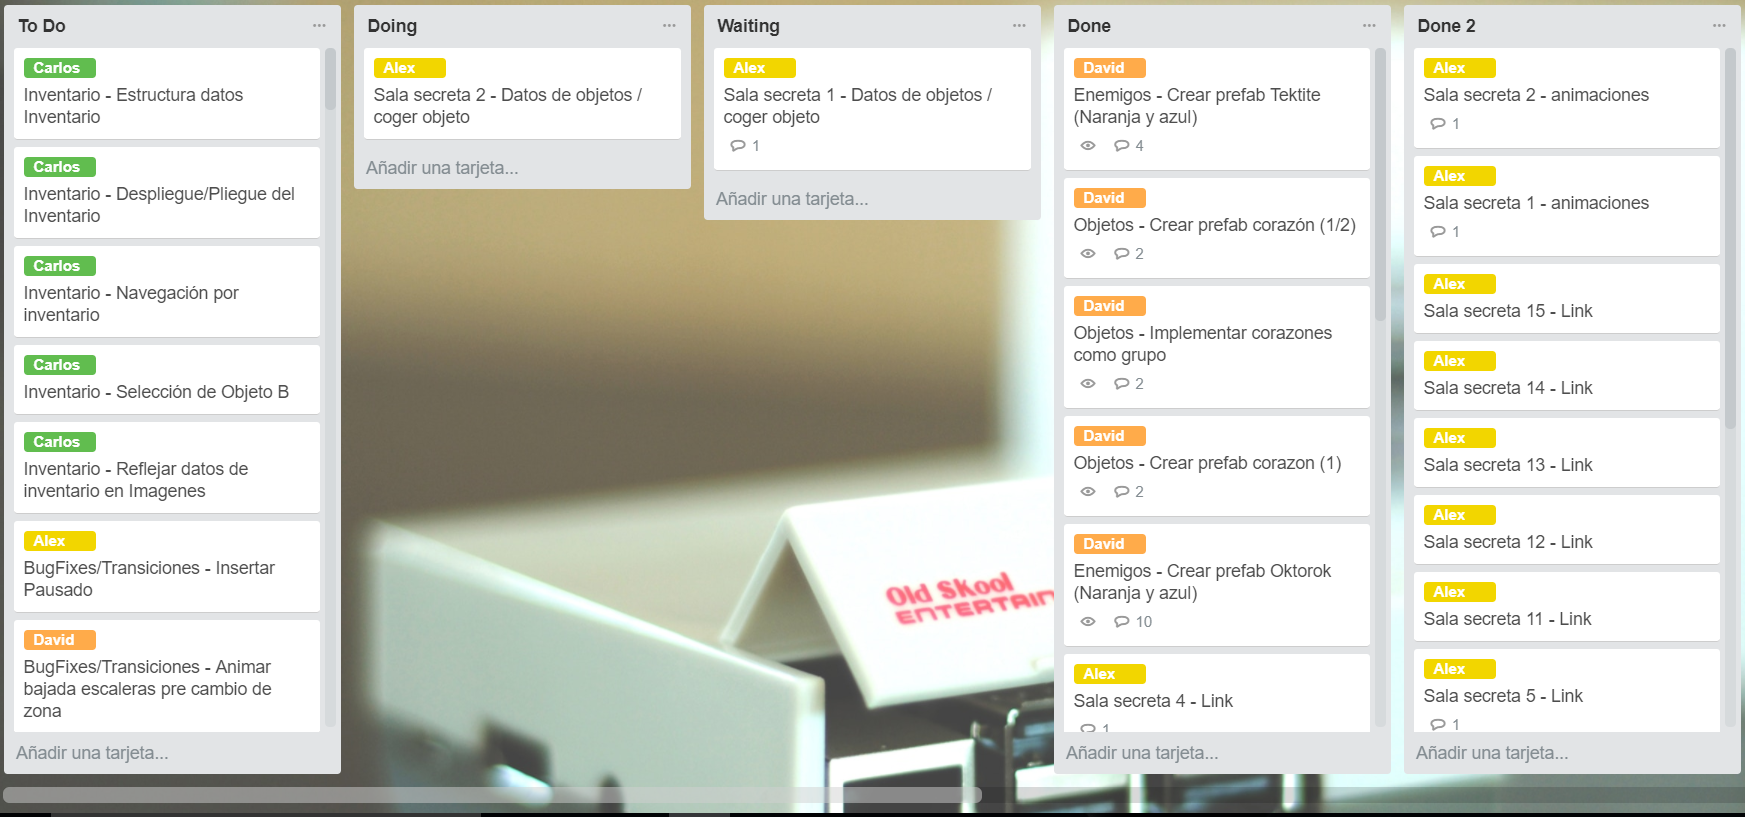 To Do
Carlos
Inventario - Estructura datos
Inventario
Carlos
Inventario - Despliegue/Pliegue del
Inventario
Carlos
Inventario - Navegación por
inventario
Carlos
Inventario - Selección de Objeto B
Carlos
Inventario - Reflejar datos de
inventario en Imagenes
Alex
BugFixes/Transiciones - Insertar
Pausado
David
BugFixes/Transiciones - Animar
bajada escaleras pre cambio de
zona
Añadir una tarjeta...
Doing
Alex
Sala secreta 2 - Datos de objetos /
coger objeto
Añadir una tarjeta...
Waiting
Alex
Sala secreta 1 - Datos de objetos /
coger objeto
1
Añadir una tarjeta...
Old Skool
Done
David
Enemigos - Crear prefab Tektite
(Naranja y azul)
4
David
Objetos - Crear prefab corazón (1/2)
2
David
Objetos - Implementar corazones
como grupo
2
David
Objetos - Crear prefab corazon (1)
2
David
Enemigos - Crear prefab Oktorok
(Naranja y azul)
10
Alex
Sala secreta 4 - Link
1
Añadir una tarjeta...
Done 2
Alex
Sala secreta 2 - animaciones
1
Alex
Sala secreta 1 - animaciones
1
Alex
Sala secreta 15 - Link
Alex
Sala secreta 14 - Link
Alex
Sala secreta 13 - Link
Alex
Sala secreta 12 - Link
Alex
Sala secreta 11 - Link
Alex
Sala secreta 5 - Link
1
Añadir una tarjeta...